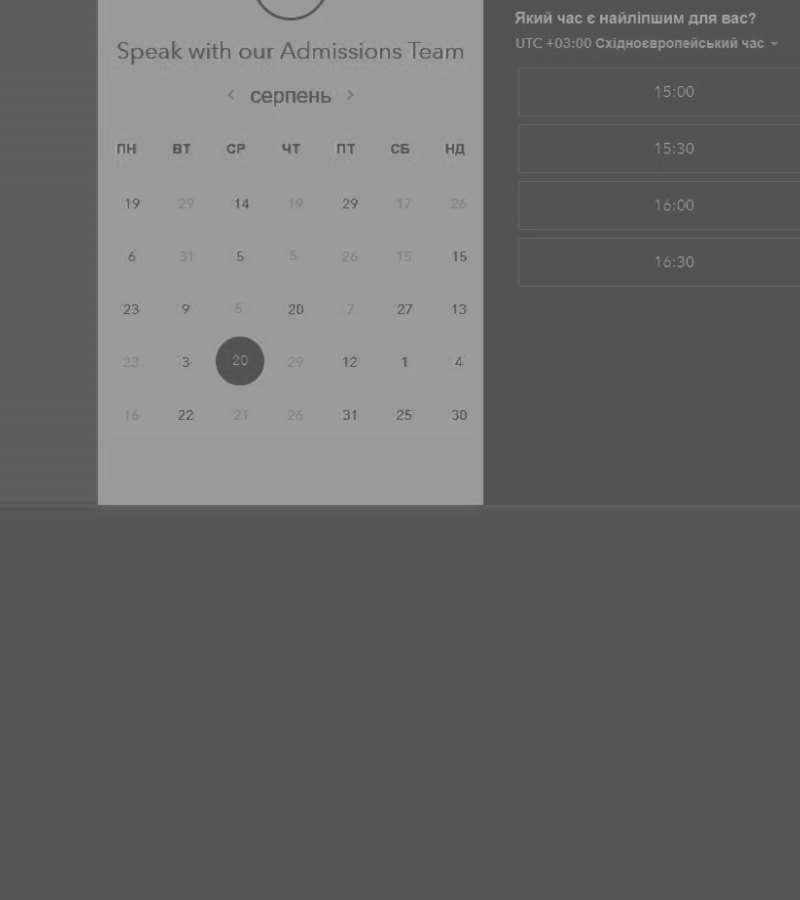 Speak with our Admissions Team
‹ серпень ›
ПН ВТ СР ЧТ ПТ СБ НД
19 29 14 19 29 17 26
6 31 5 5 26 15 15
23 9 5 20 7 27 13
23 3 20 29 12 1 4
16 22 21 26 31 25 30
Який час є найліпшим для вас?
UTC +03:00 Східноєвропейський час
15:00
15:30
16:00
16:30